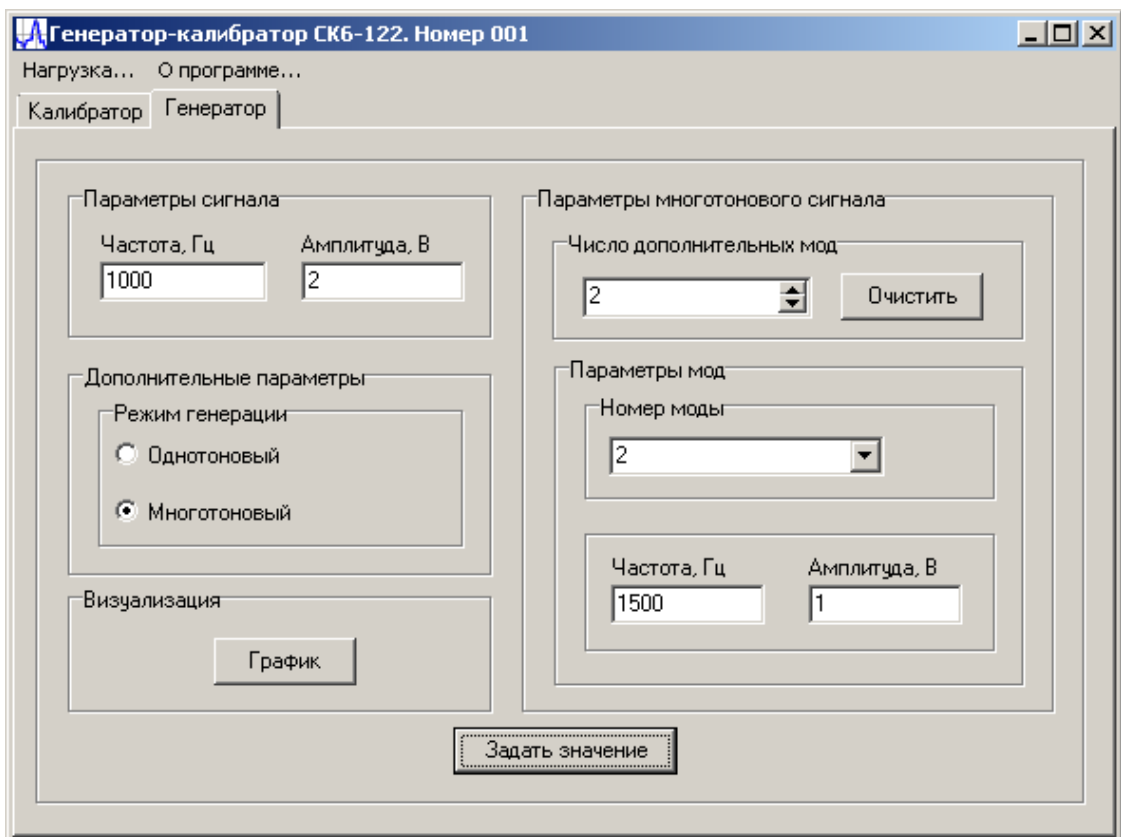 Генератор-калибратор СК6-122. Номер 001
Нагрузка... О программе...
Калибратор Генератор
Параметры сигнала
Частота, Гц Амплитуда, В
1000 2
Дополнительные параметры
Режим генерации
Однотоновый
Многотоновый
Визуализация
График
Параметры многотонового сигнала
Число дополнительных мод
2 Очистить
Параметры мод
Номер моды
2
Частота, Гц Амплитуда, В
1500 1
Задать значение